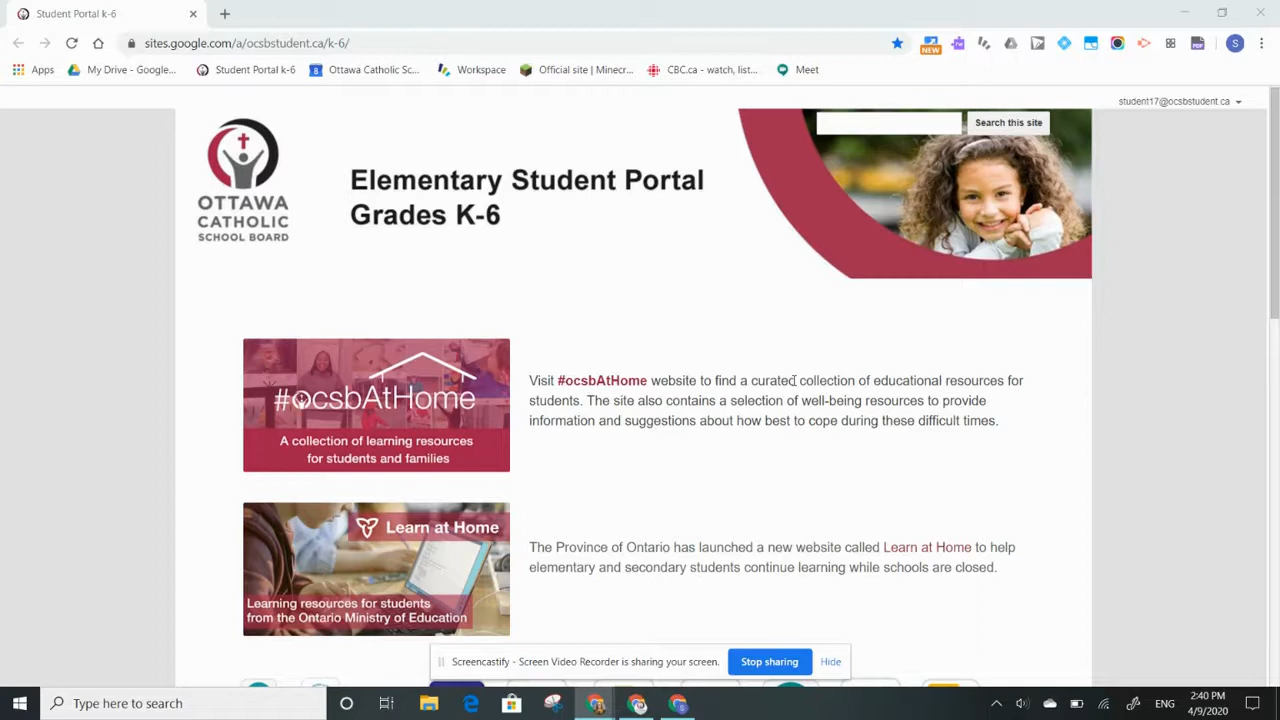 Student Portal k-6
sites.google.com/a/ocsbstudent.ca/k-6/
NEW
PDF
S
Apps
My Drive - Google...
Student Portal k-6
8
Ottawa Catholic Sc...
Workspace
Official site | Minecr...
CBC.ca - watch, list...
Meet
student17@ocsbstudent.ca
Search this site
OTTAWA
CATHOLIC
SCHOOL BOARD
Elementary Student Portal
Grades K-6
#ocsbAtHome
A collection of learning resources
for students and families
Visit #ocsbAtHome website to find a curated collection of educational resources for
students. The site also contains a selection of well-being resources to provide
information and suggestions about how best to cope during these difficult times.
Learn at Home
Learning resources for students
from the Ontario Ministry of Education
The Province of Ontario has launched a new website called Learn at Home to help
elementary and secondary students continue learning while schools are closed.
Screencastify - Screen Video Recorder is sharing your screen.
Stop sharing
Hide
Type here to search
ENG
2:40 PM
4/9/2020